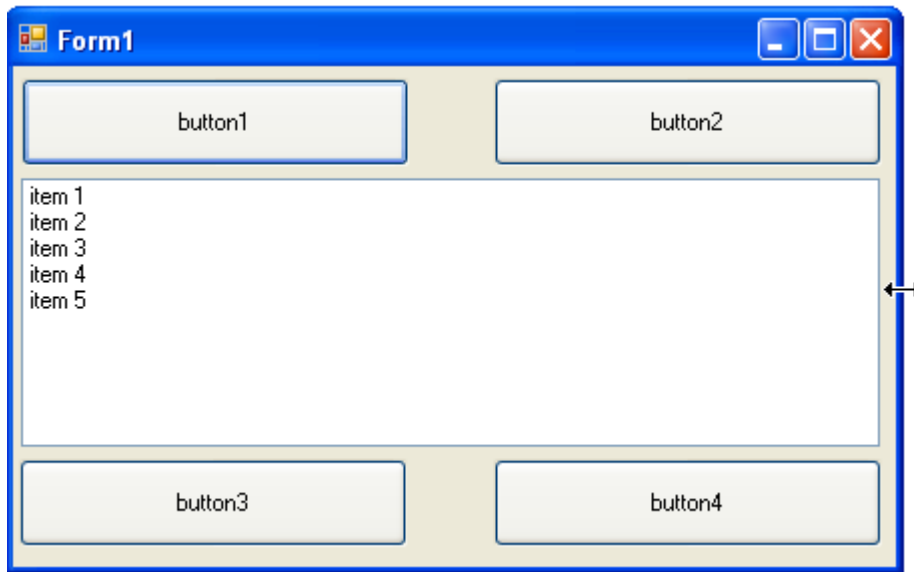 Form1
button1
button2
item 1
item 2
item 3
item 4
item 5
button3
button4